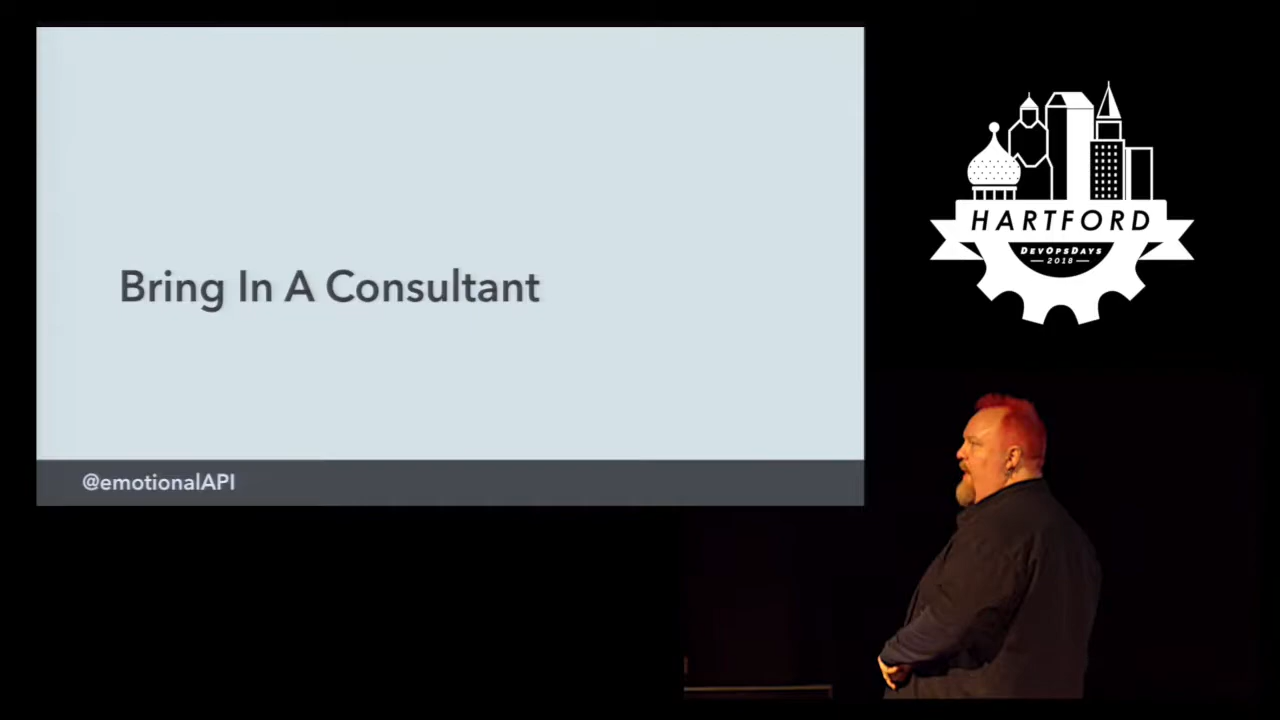 Bring In A Consultant
@emotionalAPI
HARTFORD
DEVOPSDAYS
2018